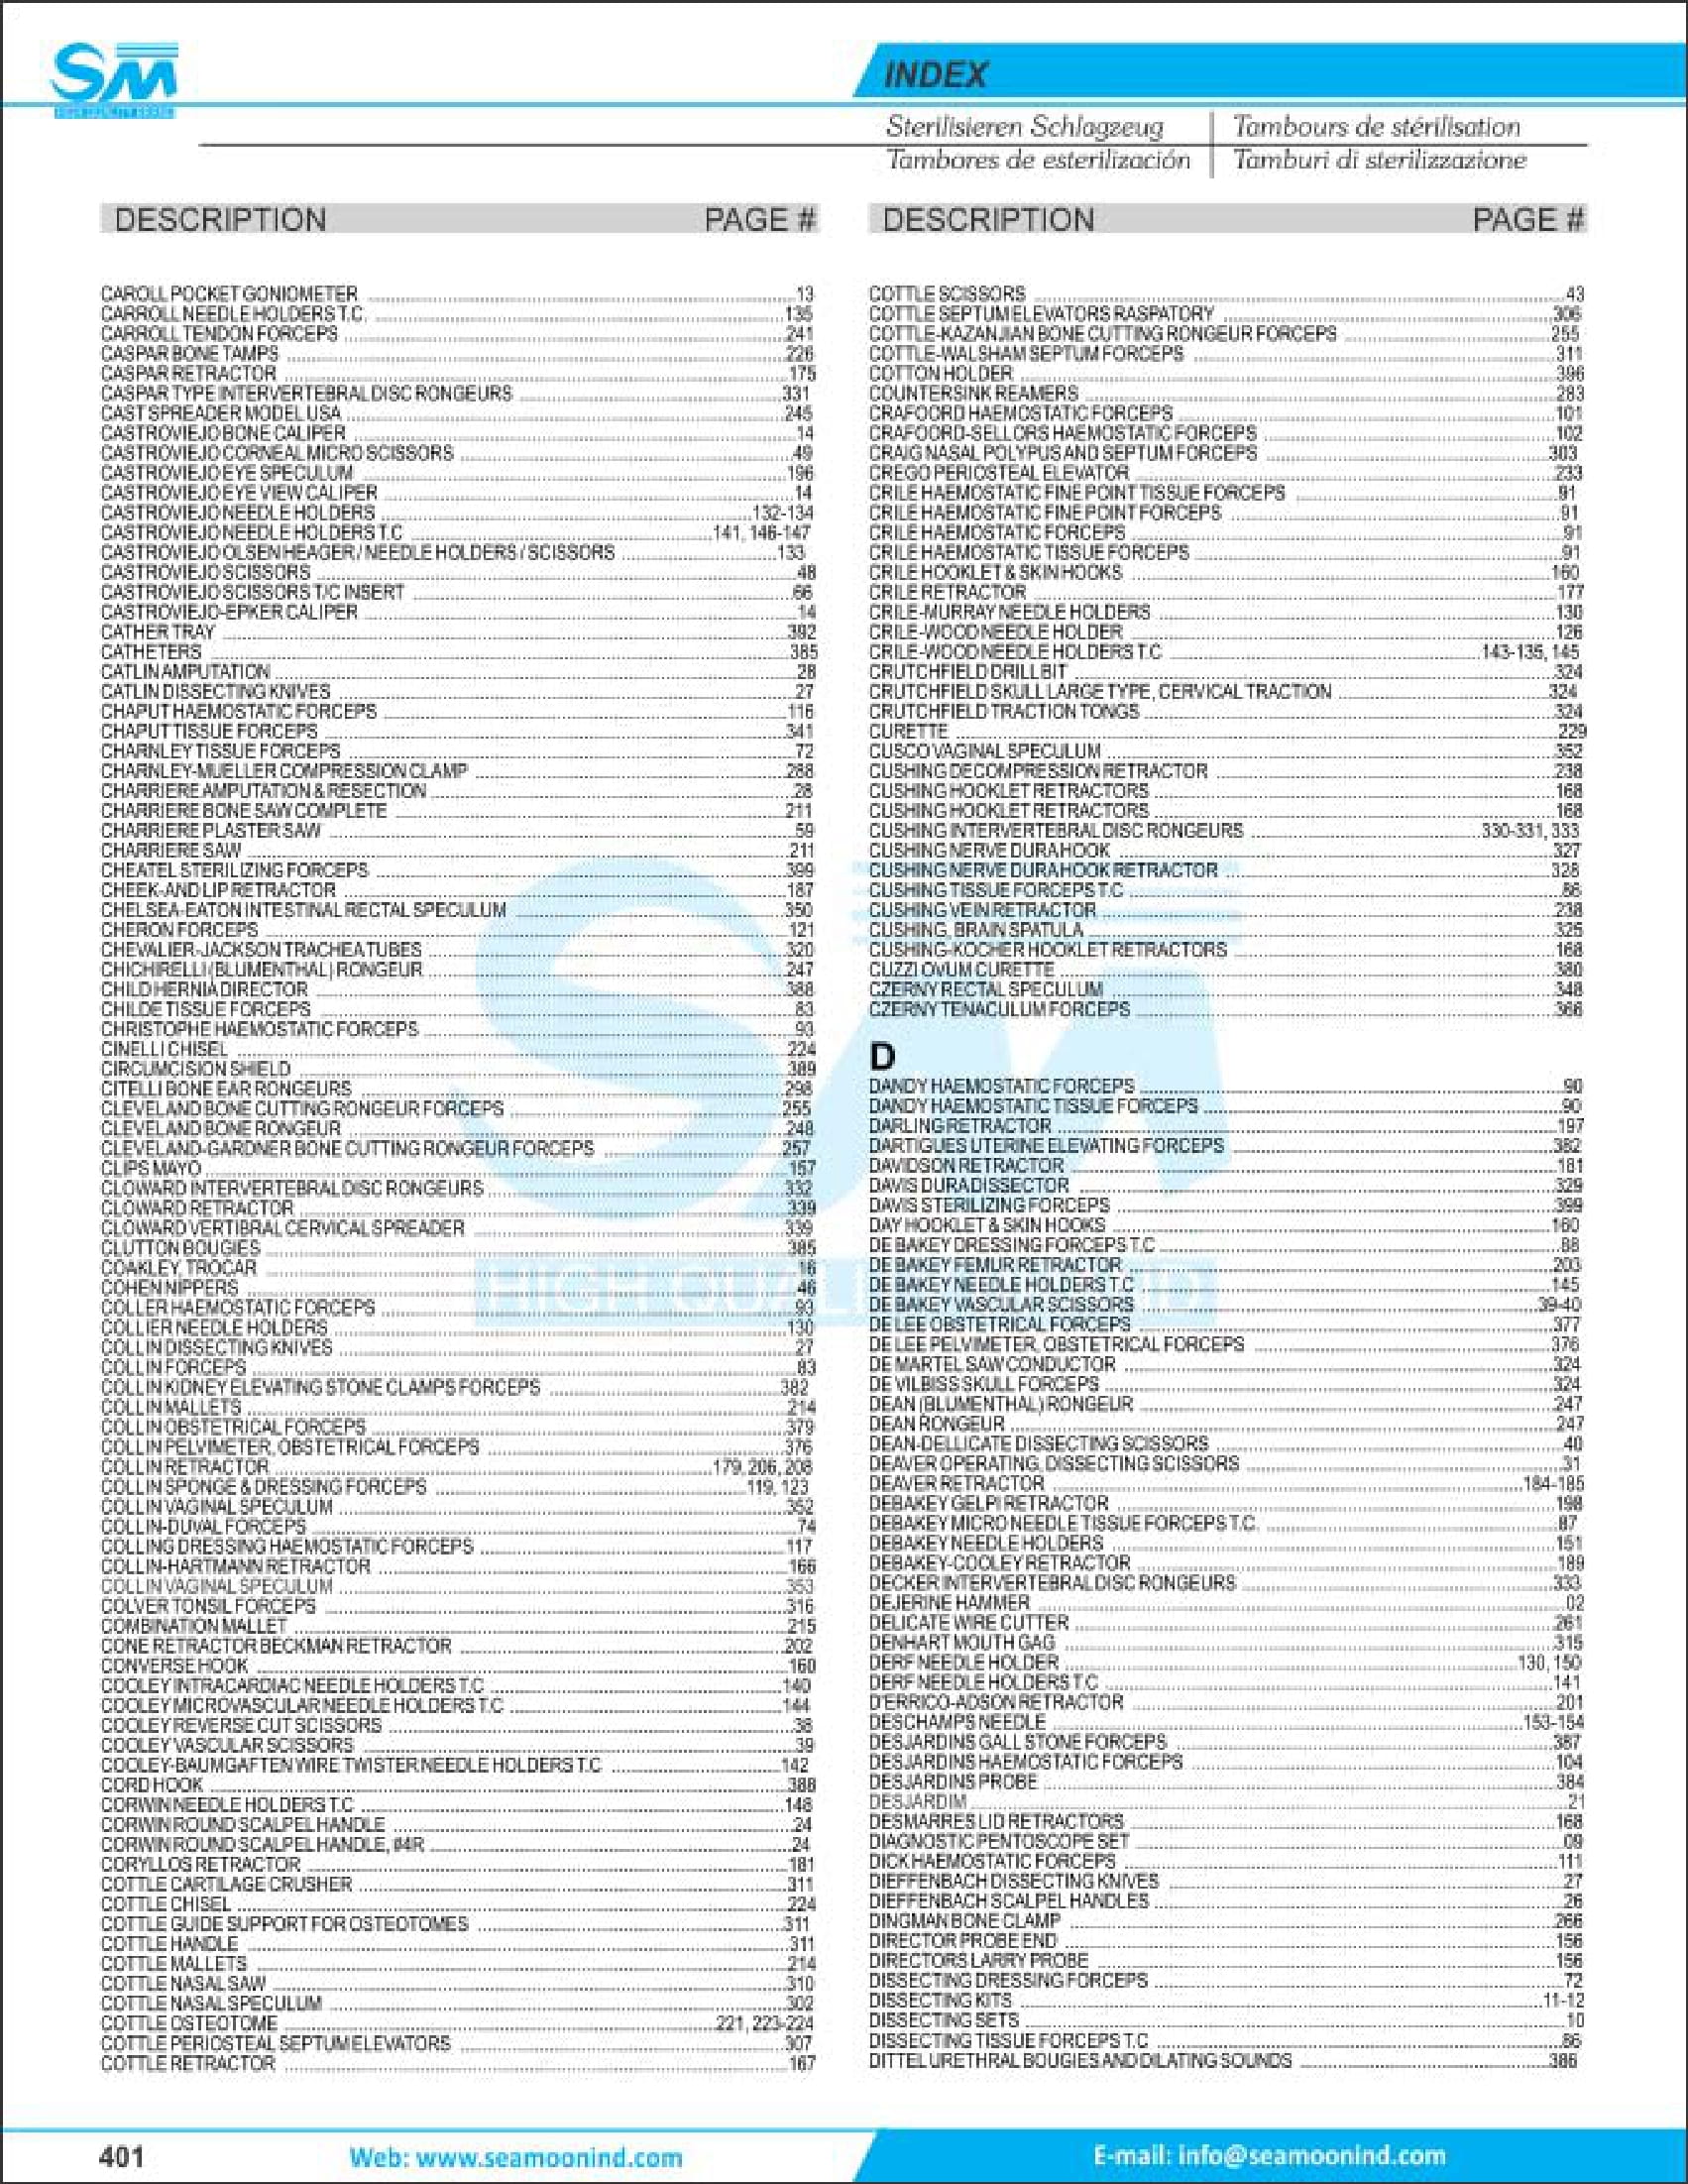 SM
INDEX
Sterilisieren Schlagzeug
Tambours de stérilisation
Tambores de esterilización
Tamburi di sterilizzazione
DESCRIPTION PAGE #
CAROLL POCKET GONIOMETER 13
CARROLL NEEDLE HOLDERS T.C. 135
CARROLL TENDON FORCEPS 241
CASPAR BONE TAMPS 226
CASPAR RETRACTOR 175
CASPAR TYPE INTERVERTEBRAL DISC RONGEURS 331
CAST SPREADER MODEL USA 245
CASTROVIEJO BONE CALIPER 14
CASTROVIEJO CORNEAL MICRO SCISSORS 49
CASTROVIEJO EYE SPECULUM 196
CASTROVIEJO EYE VIEW CALIPER 14
CASTROVIEJO NEEDLE HOLDERS 132-134
CASTROVIEJO NEEDLE HOLDERS T.C 141, 146-147
CASTROVIEJO OLSEN HEAGER / NEEDLE HOLDERS / SCISSORS 133
CASTROVIEJO SCISSORS 48
CASTROVIEJO SCISSORS T/C INSERT 66
CASTROVIEJO-EPKER CALIPER 14
CATHER TRAY 392
CATHETERS 385
CATLIN AMPUTATION 28
CATLIN DISSECTING KNIVES 27
CHAPUT HAEMOSTATIC FORCEPS 116
CHAPUT TISSUE FORCEPS 341
CHARNLEY TISSUE FORCEPS 72
CHARNLEY-MUELLER COMPRESSION CLAMP 288
CHARRIERE AMPUTATION & RESECTION 28
CHARRIERE BONE SAW COMPLETE 211
CHARRIERE PLASTER SAW 59
CHARRIERE SAW 211
CHEATEL STERILIZING FORCEPS 399
CHEEK-AND LIP RETRACTOR 187
CHELSEA-EATON INTESTINAL RECTAL SPECULUM 350
CHERON FORCEPS 121
CHEVALIER-JACKSON TRACHEA TUBES 320
CHICHIRELLI (BLUMENTHAL) RONGEUR 247
CHILD HERNIA DIRECTOR 388
CHILDE TISSUE FORCEPS 83
CHRISTOPHE HAEMOSTATIC FORCEPS 93
CINELLI CHISEL 224
CIRCUMCISION SHIELD 389
CITELLI BONE EAR RONGEURS 298
CLEVELAND BONE CUTTING RONGEUR FORCEPS 255
CLEVELAND BONE RONGEUR 248
CLEVELAND-GARDNER BONE CUTTING RONGEUR FORCEPS 257
CLIPS MAYO 157
CLOWARD INTERVERTEBRAL DISC RONGEURS 332
CLOWARD RETRACTOR 339
CLOWARD VERTIBRAL CERVICAL SPREADER 339
CLUTTON BOUGIES 385
COAKLEY, TROCAR 16
COHEN NIPPERS 46
COLLER HAEMOSTATIC FORCEPS 93
COLLIER NEEDLE HOLDERS 130
COLLIN DISSECTING KNIVES 27
COLLIN FORCEPS 83
COLLIN KIDNEY ELEVATING STONE CLAMPS FORCEPS 382
COLLIN MALLETS 214
COLLIN OBSTETRICAL FORCEPS 379
COLLIN PELVIMETER, OBSTETRICAL FORCEPS 376
COLLIN RETRACTOR 179, 206, 208
COLLIN SPONGE & DRESSING FORCEPS 119, 123
COLLIN VAGINAL SPECULUM 352
COLLIN-DUVAL FORCEPS 74
COLLING DRESSING HAEMOSTATIC FORCEPS 117
COLLIN-HARTMANN RETRACTOR 166
COLLIN VAGINAL SPECULUM 353
COLVER TONSIL FORCEPS 316
COMBINATION MALLET 215
CONE RETRACTOR BECKMAN RETRACTOR 202
CONVERSE HOOK 160
COOLEY INTRACARDIAC NEEDLE HOLDERS T.C 140
COOLEY MICROVASCULAR NEEDLE HOLDERS T.C 144
COOLEY REVERSE CUT SCISSORS 38
COOLEY VASCULAR SCISSORS 39
COOLEY-BAUMGAFTEN WIRE TWISTER NEEDLE HOLDERS T.C 142
CORD HOOK 388
CORWIN NEEDLE HOLDERS T.C 148
CORWIN ROUND SCALPEL HANDLE 24
CORWIN ROUND SCALPEL HANDLE, #4R 24
CORYLLOS RETRACTOR 181
COTTLE CARTILAGE CRUSHER 311
COTTLE CHISEL 224
COTTLE GUIDE SUPPORT FOR OSTEOTOMES 311
COTTLE HANDLE 311
COTTLE MALLETS 214
COTTLE NASAL SAW 310
COTTLE NASAL SPECULUM 302
COTTLE OSTEOTOME 221, 223-224
COTTLE PERIOSTEAL SEPTUM ELEVATORS 307
COTTLE RETRACTOR 167
DESCRIPTION PAGE #
COTTLE SCISSORS 43
COTTLE SEPTUM ELEVATORS RASPATORY 306
COTTLE-KAZANJIAN BONE CUTTING RONGEUR FORCEPS 255
COTTLE-WALSHAM SEPTUM FORCEPS 311
COTTON HOLDER 396
COUNTERSINK REAMERS 283
CRAFOORD HAEMOSTATIC FORCEPS 101
CRAFOORD-SELLORS HAEMOSTATIC FORCEPS 102
CRAIG NASAL POLYPUS AND SEPTUM FORCEPS 303
CREGO PERIOSTEAL ELEVATOR 233
CRILE HAEMOSTATIC FINE POINT TISSUE FORCEPS 91
CRILE HAEMOSTATIC FINE POINT FORCEPS 91
CRILE HAEMOSTATIC FORCEPS 91
CRILE HAEMOSTATIC TISSUE FORCEPS 91
CRILE HOOKLET & SKIN HOOKS 160
CRILE RETRACTOR 177
CRILE-MURRAY NEEDLE HOLDERS 130
CRILE-WOOD NEEDLE HOLDER 126
CRILE-WOOD NEEDLE HOLDERS T.C 143-135, 145
CRUTCHFIELD DRILL BIT 324
CRUTCHFIELD SKULL LARGE TYPE, CERVICAL TRACTION 324
CRUTCHFIELD TRACTION TONGS 324
CURETTE 229
CUSCO VAGINAL SPECULUM 352
CUSHING DECOMPRESSION RETRACTOR 238
CUSHING HOOKLET RETRACTORS 168
CUSHING HOOKLET RETRACTORS 168
CUSHING INTERVERTEBRAL DISC RONGEURS 330-331, 333
CUSHING NERVE DURA HOOK 327
CUSHING NERVE DURA HOOK RETRACTOR 328
CUSHING TISSUE FORCEPS T.C 86
CUSHING VEIN RETRACTOR 238
CUSHING, BRAIN SPATULA 325
CUSHING-KOCHER HOOKLET RETRACTORS 168
CUZZI OVUM CURETTE 380
CZERNY RECTAL SPECULUM 348
CZERNY TENACULUM FORCEPS 366
D
DANDY HAEMOSTATIC FORCEPS 90
DANDY HAEMOSTATIC TISSUE FORCEPS 90
DARLING RETRACTOR 197
DARTIGUES UTERINE ELEVATING FORCEPS 382
DAVIDSON RETRACTOR 181
DAVIS DURA DISSECTOR 329
DAVIS STERILIZING FORCEPS 399
DAY HOOKLET & SKIN HOOKS 160
DE BAKEY DRESSING FORCEPS T.C 88
DE BAKEY FEMUR RETRACTOR 203
DE BAKEY NEEDLE HOLDERS T.C 145
DE BAKEY VASCULAR SCISSORS 39-40
DE LEE OBSTETRICAL FORCEPS 377
DE LEE PELVIMETER, OBSTETRICAL FORCEPS 376
DE MARTEL SAW CONDUCTOR 324
DE VILBISS SKULL FORCEPS 324
DEAN (BLUMENTHAL) RONGEUR 247
DEAN RONGEUR 247
DEAN-DELLICATE DISSECTING SCISSORS 40
DEAVER OPERATING, DISSECTING SCISSORS 31
DEAVER RETRACTOR 184-185
DEBAKEY GELPI RETRACTOR 198
DEBAKEY MICRO NEEDLE TISSUE FORCEPS T.C. 87
DEBAKEY NEEDLE HOLDERS 151
DEBAKEY-COOLEY RETRACTOR 189
DECKER INTERVERTEBRAL DISC RONGEURS 333
DEJERINE HAMMER 02
DELICATE WIRE CUTTER 261
DENHART MOUTH GAG 315
DERF NEEDLE HOLDER 130, 150
DERF NEEDLE HOLDERS T.C 141
D'ERRICO-ADSON RETRACTOR 201
DESCHAMPS NEEDLE 153-154
DESJARDINS GALL STONE FORCEPS 387
DESJARDINS HAEMOSTATIC FORCEPS 104
DESJARDINS PROBE 384
DESJARDIM 21
DESMARRES LID RETRACTORS 168
DIAGNOSTIC PENTOSCOPE SET 09
DICK HAEMOSTATIC FORCEPS 111
DIEFFENBACH DISSECTING KNIVES 27
DIEFFENBACH SCALPEL HANDLES 26
DINGMAN BONE CLAMP 266
DIRECTOR PROBE END 156
DIRECTORS LARRY PROBE 156
DISSECTING DRESSING FORCEPS 72
DISSECTING KITS 11-12
DISSECTING SETS 10
DISSECTING TISSUE FORCEPS T.C 86
DITTEL URETHRAL BOUGIES AND DILATING SOUNDS 386
401
Web: www.seamoonind.com
E-mail: info@seamoonind.com